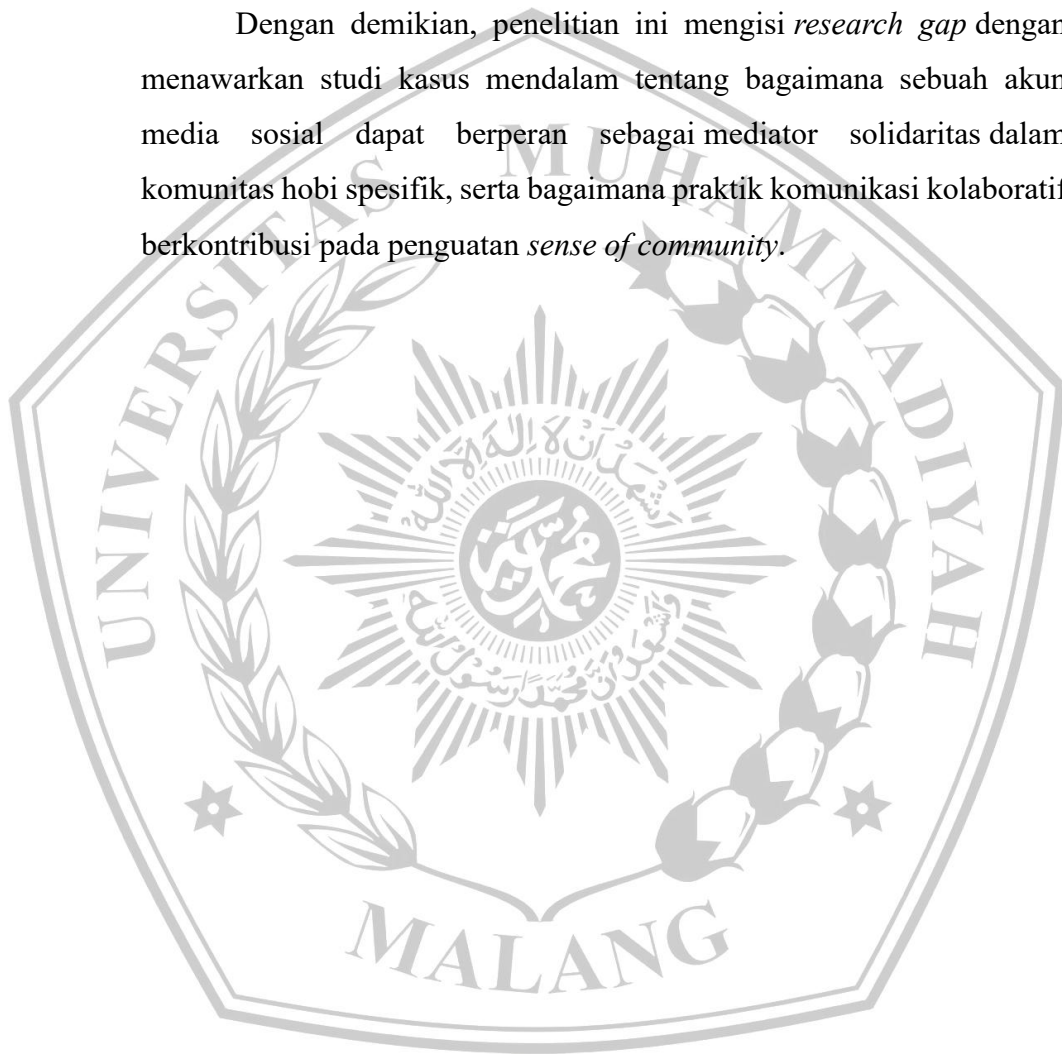 Dengan demikian, penelitian ini mengisi research gap dengan
menawarkan studi kasus mendalam tentang bagaimana sebuah akun
media sosial dapat berperan sebagai mediator solidaritas dalam
komunitas hobi spesifik, serta bagaimana praktik komunikasi kolaboratif
berkontribusi pada penguatan sense of community.
UNIVERSITAS MUHAMMADIYAH
MALANG